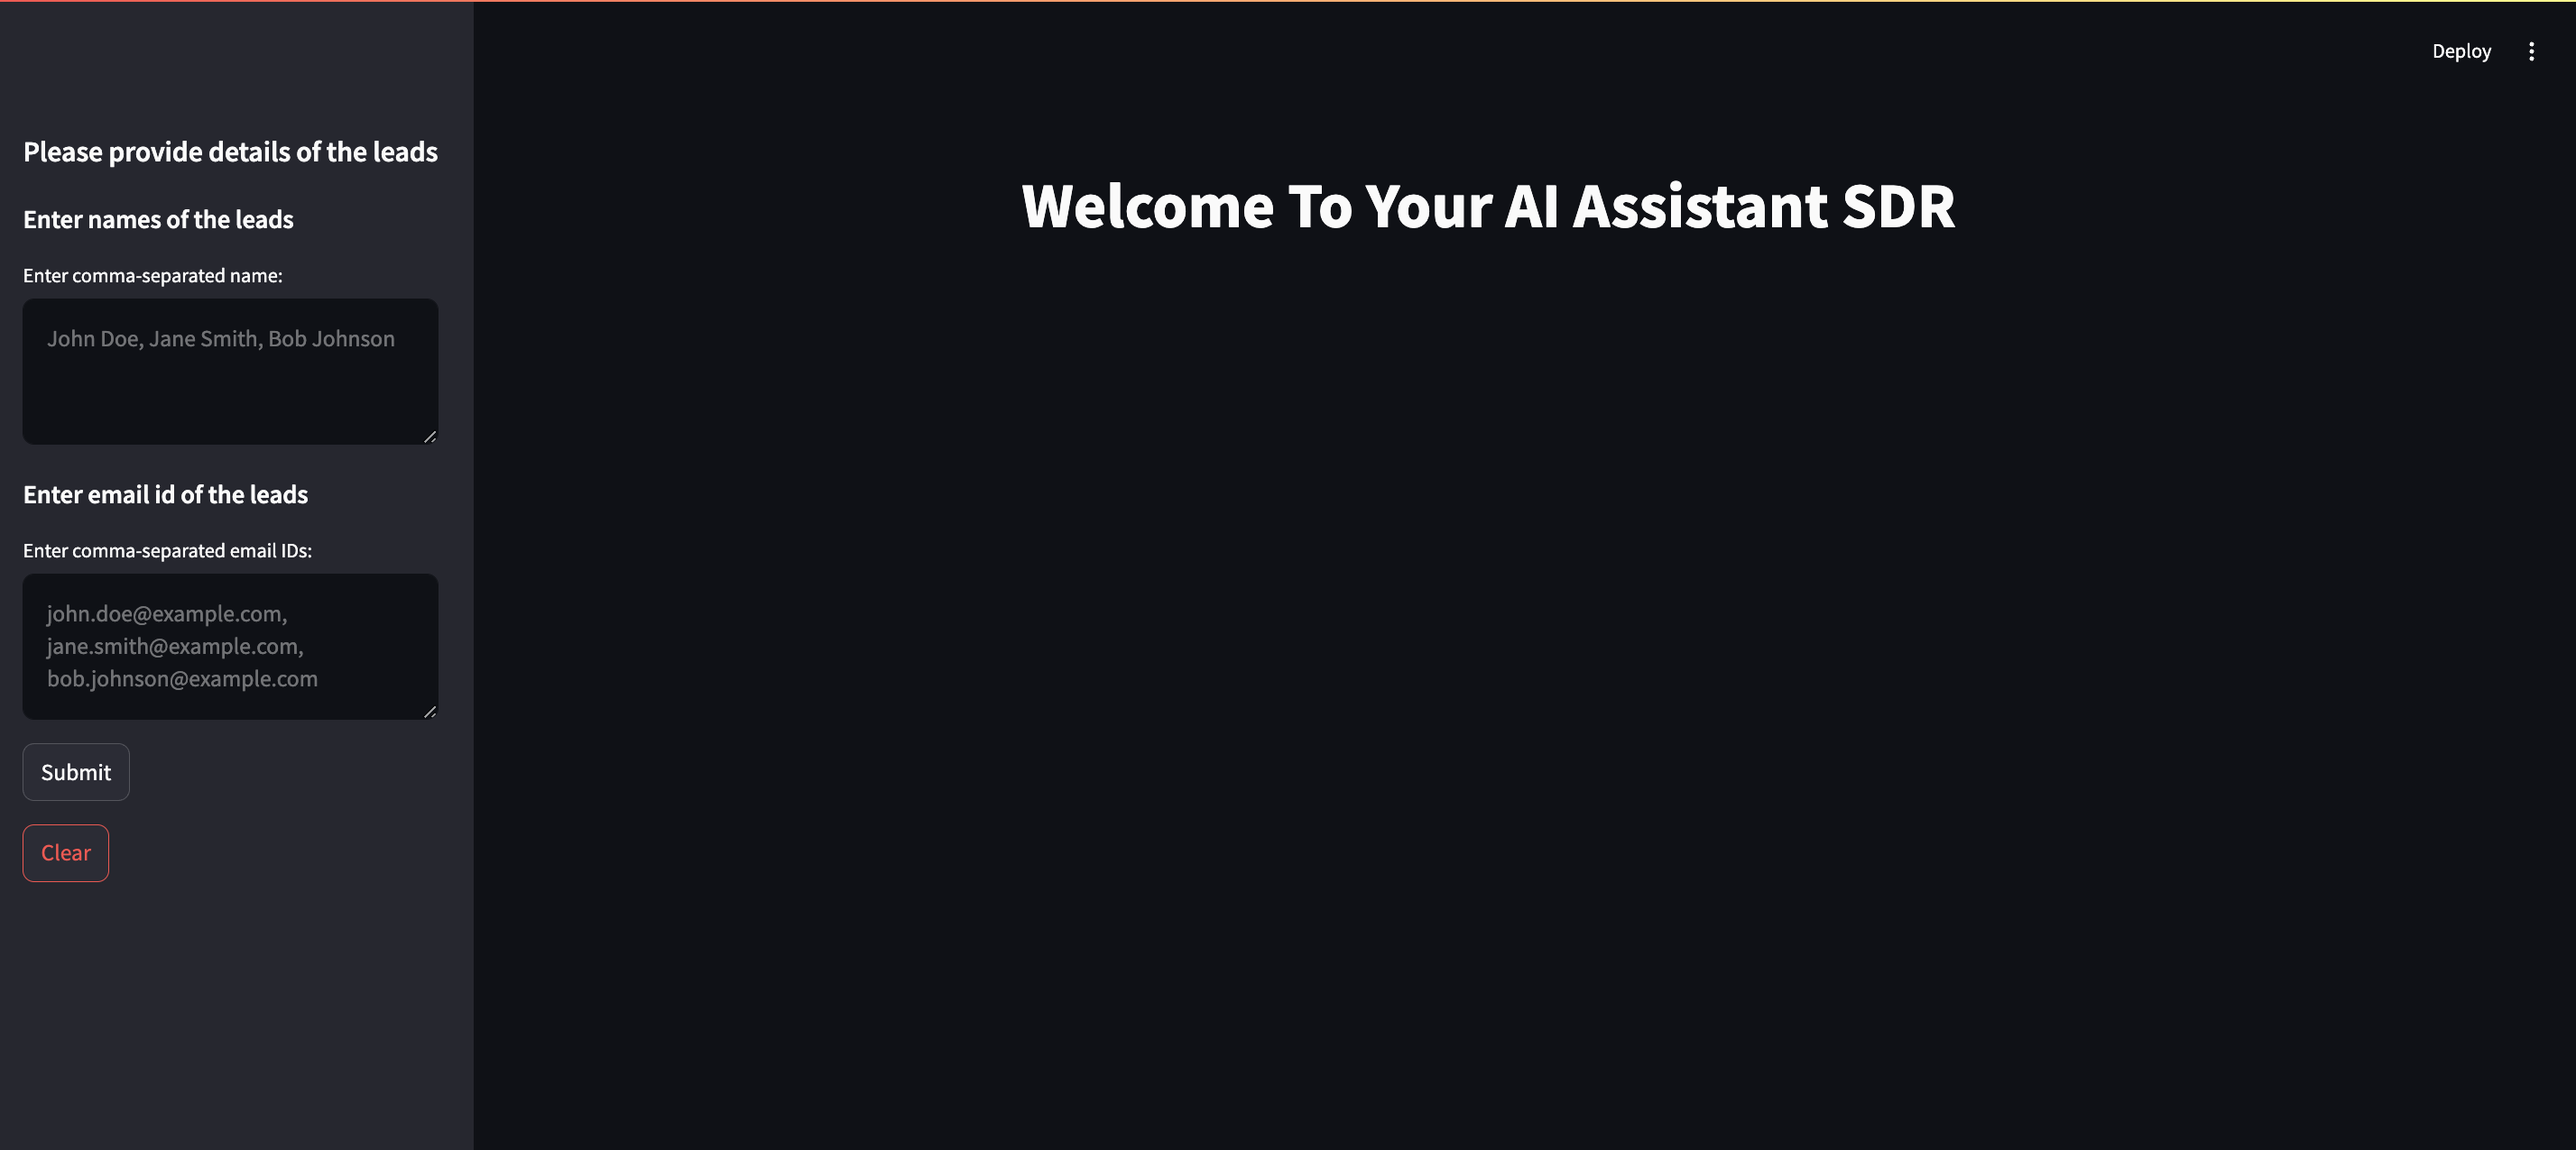 Deploy
Please provide details of the leads
Enter names of the leads
Enter comma-separated name:
John Doe, Jane Smith, Bob Johnson
Enter email id of the leads
Enter comma-separated email IDs:
john.doe@example.com,
jane.smith@example.com,
bob.johnson@example.com
Submit
Clear
Welcome To Your AI Assistant SDR